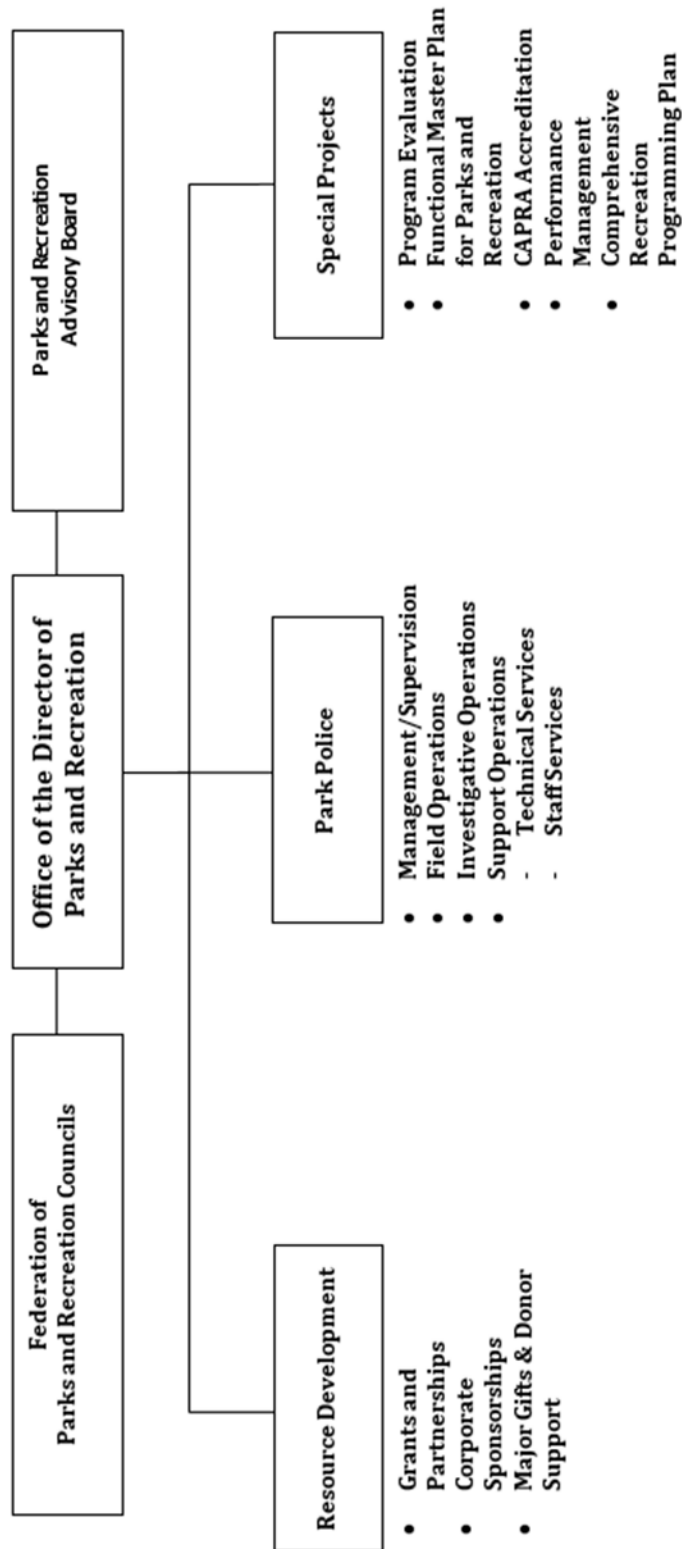 Federation of
Parks and Recreation Councils
Office of the Director of
Parks and Recreation
Parks and Recreation
Advisory Board
Resource Development
• Grants and
Partnerships
• Corporate
Sponsorships
• Major Gifts & Donor
Support
Park Police
• Management/Supervision
• Field Operations
• Investigative Operations
• Support Operations
- Technical Services
- Staff Services
Special Projects
• Program Evaluation
• Functional Master Plan
for Parks and
Recreation
• CAPRA Accreditation
• Performance
Management
• Comprehensive
Recreation
Programming Plan